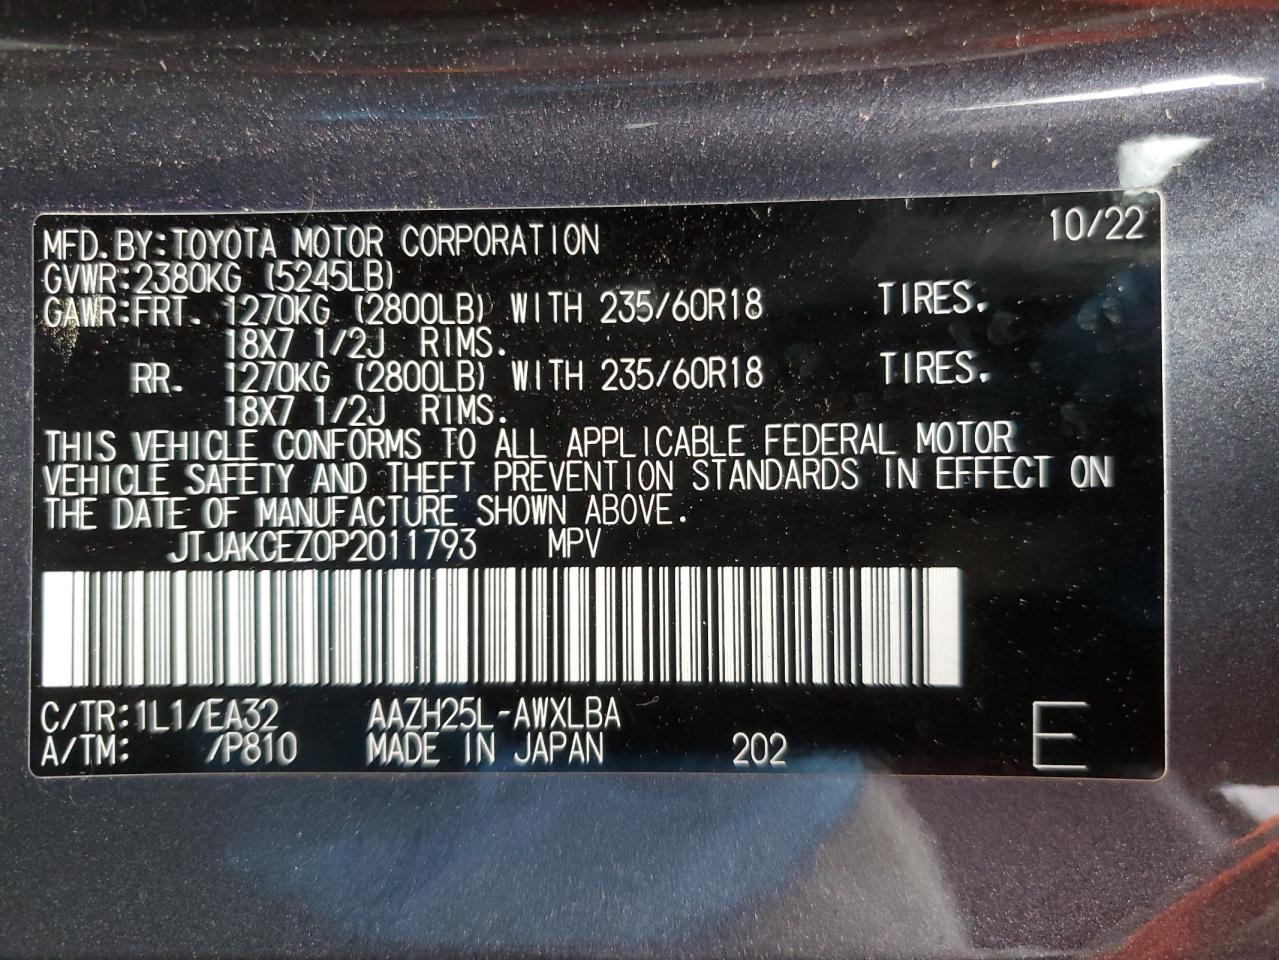 MFD.BY:TOYOTA MOTOR CORPORATION 10/22
GVWR:2380KG (5245LB)
GAWR:FRT. 1270KG (2800LB) WITH 235/60R18 TIRES.
18X7 1/2J RIMS.
RR. 1270KG (2800LB) WITH 235/60R18 TIRES.
18X7 1/2J RIMS.
THIS VEHICLE CONFORMS TO ALL APPLICABLE FEDERAL MOTOR
VEHICLE SAFETY AND THEFT PREVENTION STANDARDS IN EFFECT ON
THE DATE OF MANUFACTURE SHOWN ABOVE.
JTJAKCEZ0P2011793 MPV
C/TR:1L1/EA32 AAZH25L-AWXLBA
A/TM: /P810 MADE IN JAPAN 202 E